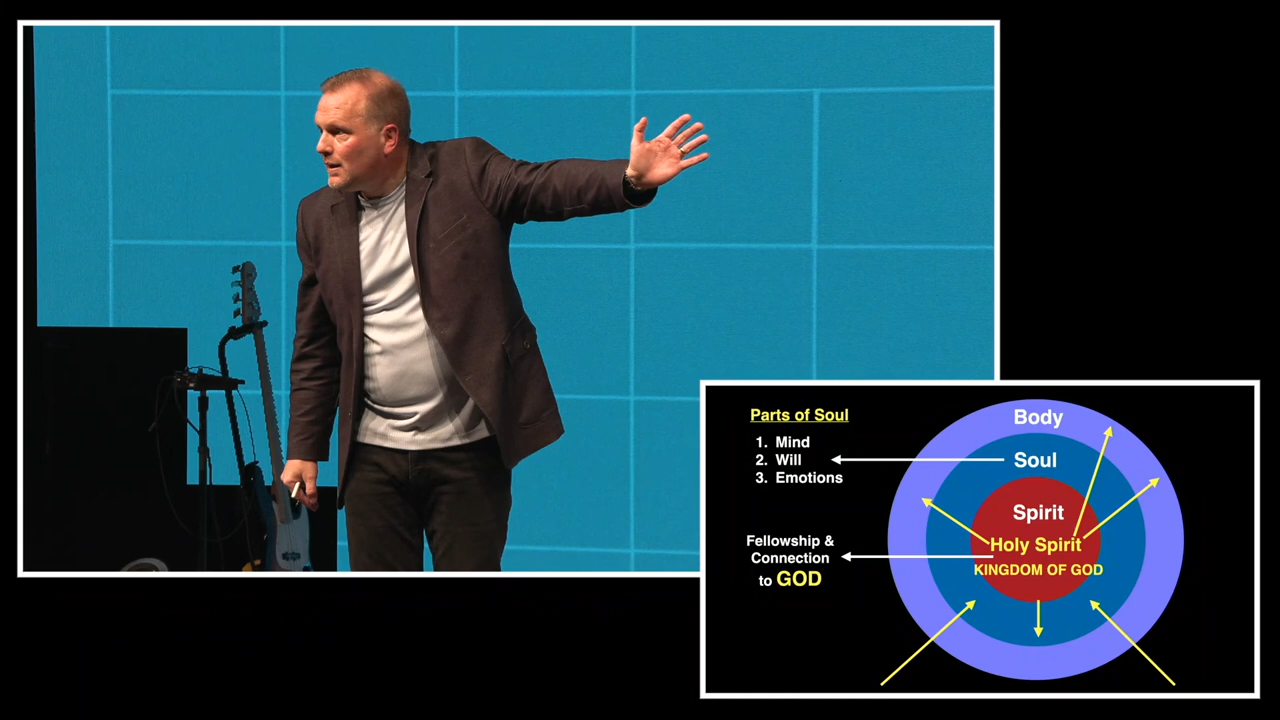 Parts of Soul
1. Mind
2. Will
3. Emotions
Fellowship &
Connection
to GOD
Body
Soul
Spirit
Holy Spirit
KINGDOM OF GOD